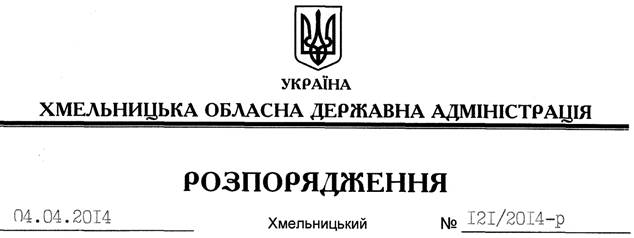 УКРАЇНА
ХМЕЛЬНИЦЬКА ОБЛАСНА ДЕРЖАВНА АДМІНІСТРАЦІЯ
РОЗПОРЯДЖЕННЯ
04.04.2014 Хмельницький № 121/2014-р